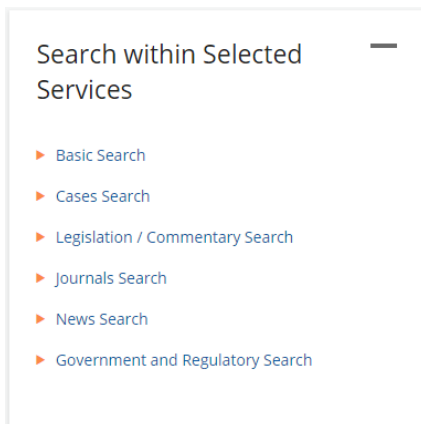 Search within Selected
Services
Basic Search
Cases Search
Legislation / Commentary Search
Journals Search
News Search
Government and Regulatory Search